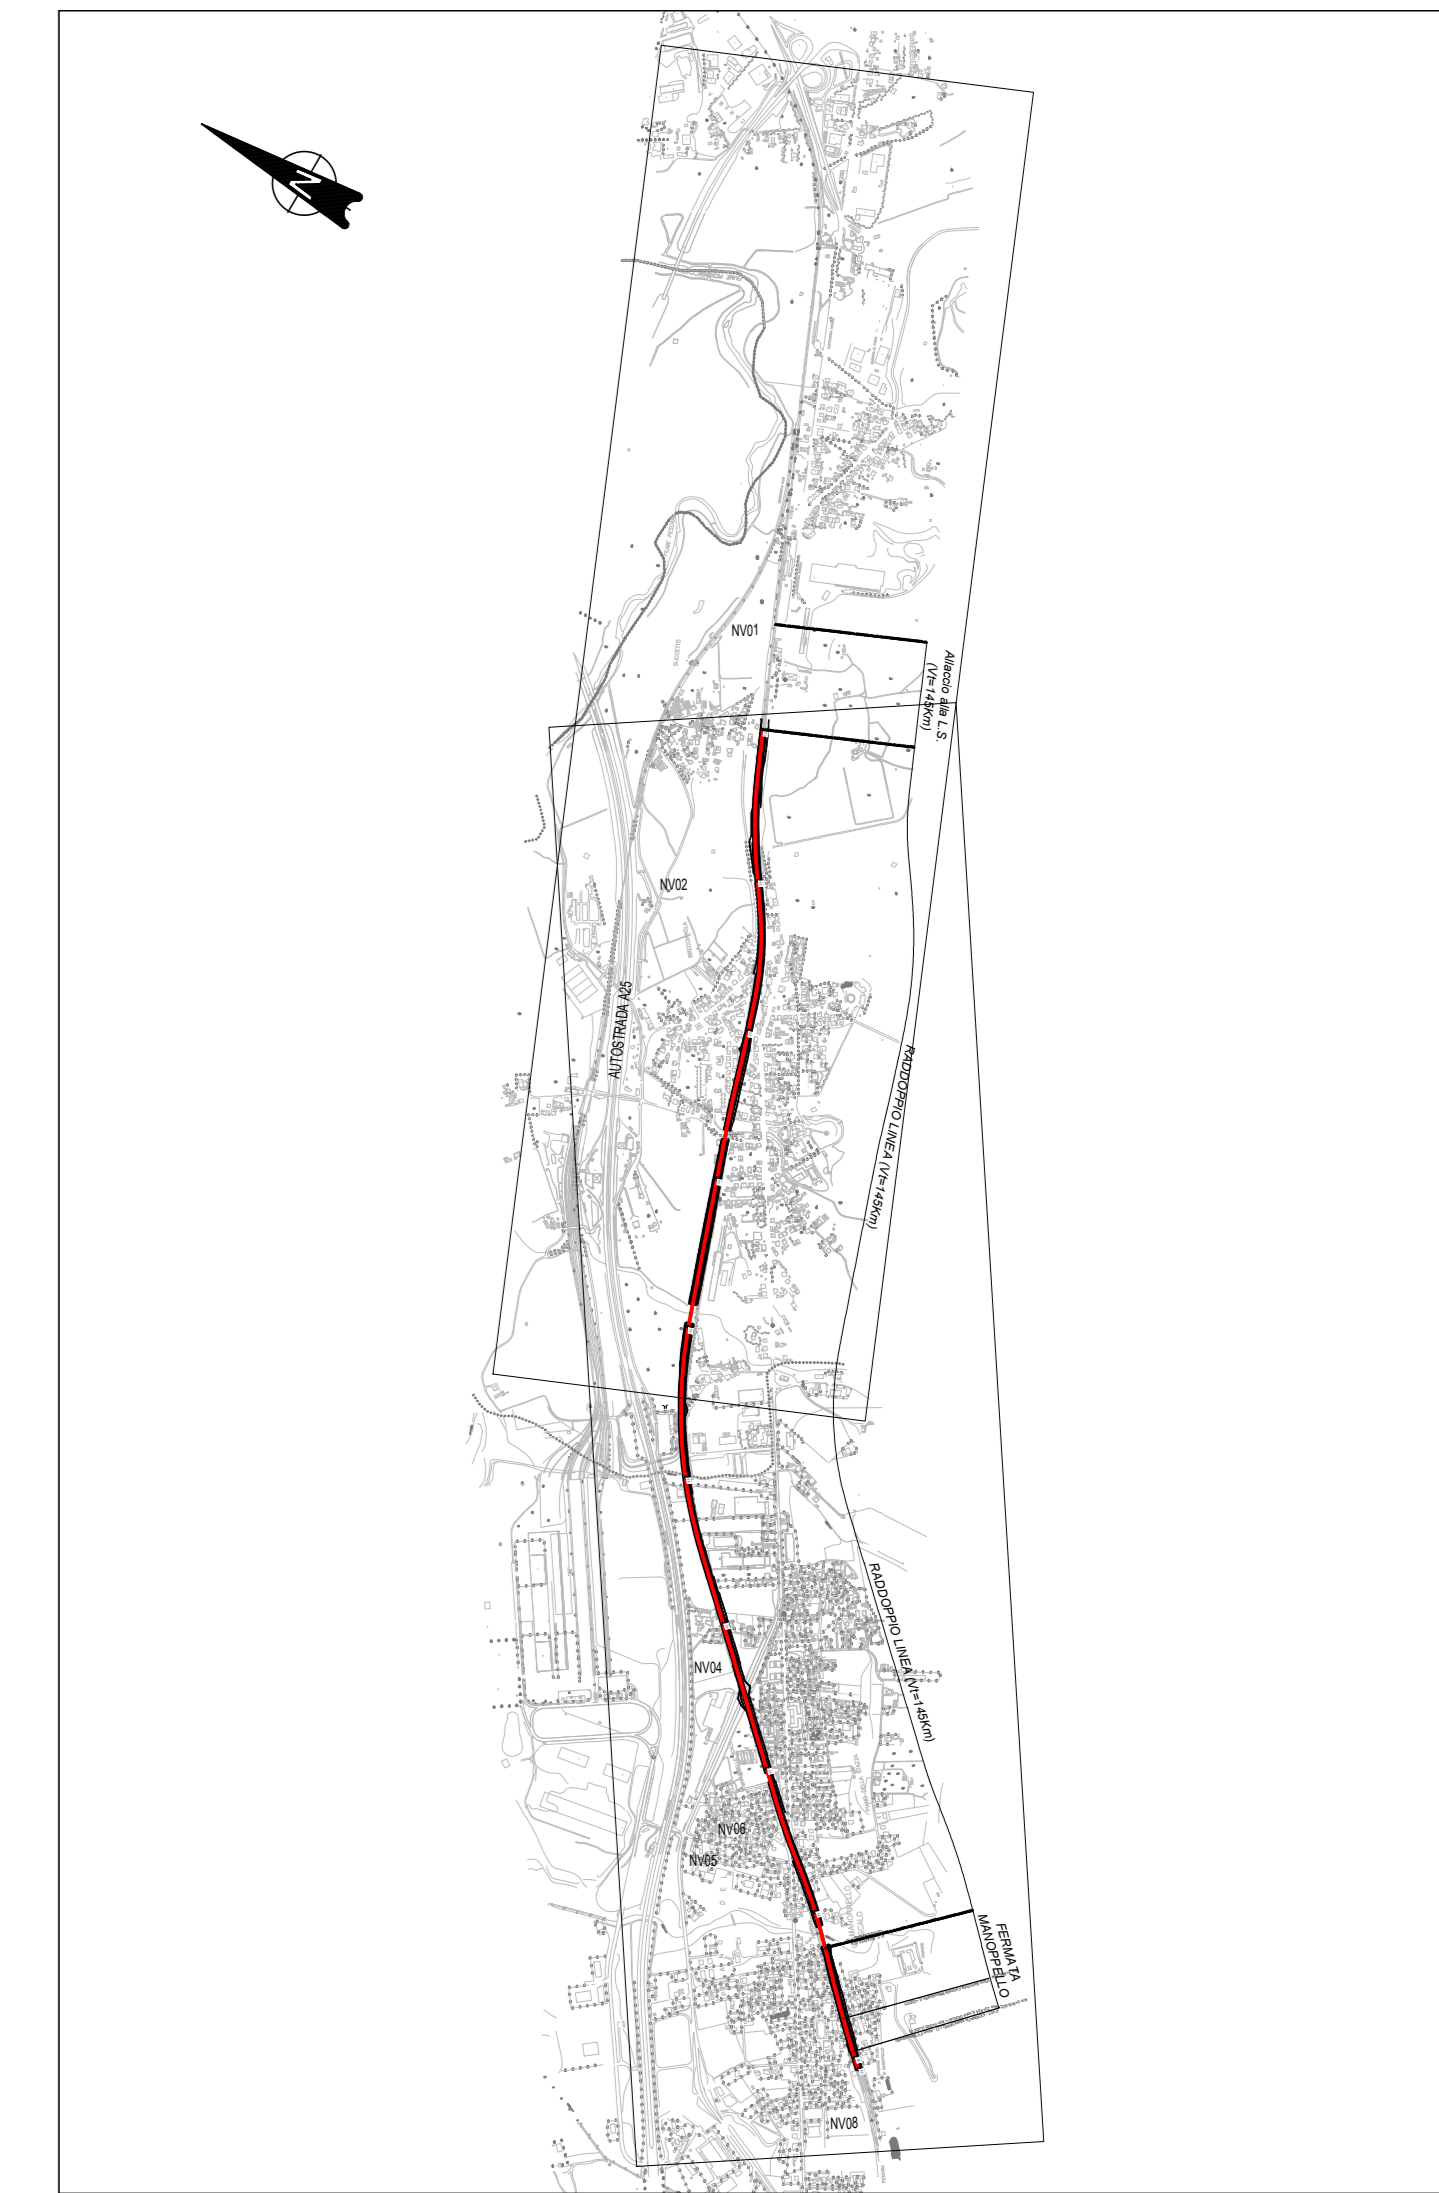 N
NV01
Allaccio alla L.S.
(Vt=145Km)
NV02
AUTOSTRADA A25
RADDOPPIO LINEA (Vt=145Km)
RADDOPPIO LINEA (Vt=145Km)
NV04
NV06
NV05
FERMATA
MANOPPELLO
NV08